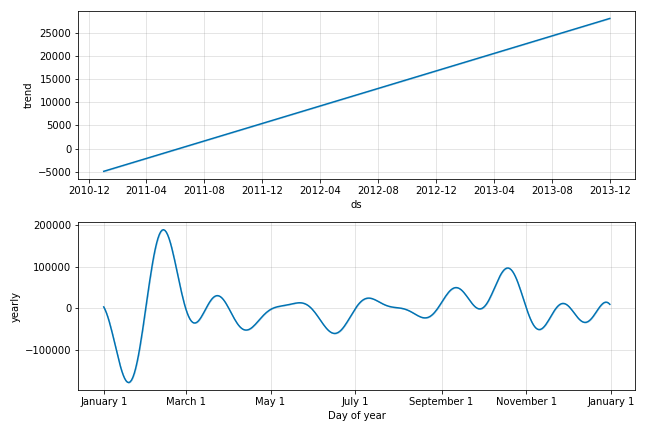 25000
20000
15000
10000
5000
0
−5000
trend
2010-12 2011-04 2011-08 2011-12 2012-04 2012-08 2012-12 2013-04 2013-08 2013-12
ds
200000
100000
0
−100000
yearly
January 1 March 1 May 1 July 1 September 1 November 1 January 1
Day of year